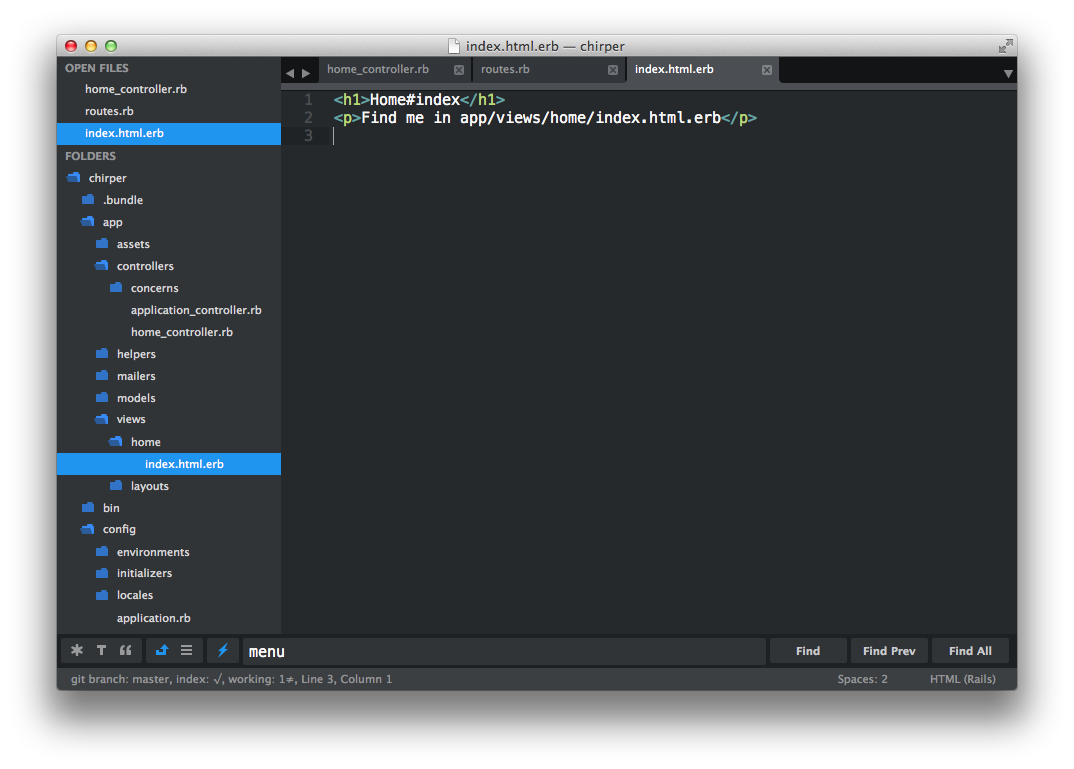 index.html.erb — chirper
OPEN FILES
home_controller.rb
routes.rb
index.html.erb
FOLDERS
chirper
.bundle
app
assets
controllers
concerns
application_controller.rb
home_controller.rb
helpers
mailers
models
views
home
index.html.erb
layouts
bin
config
environments
initializers
locales
application.rb
home_controller.rb routes.rb index.html.erb
1 <h1>Home#index</h1>
2 <p>Find me in app/views/home/index.html.erb</p>
3
menu Find Find Prev Find All
git branch: master, index: √, working: 1≠, Line 3, Column 1 Spaces: 2 HTML (Rails)